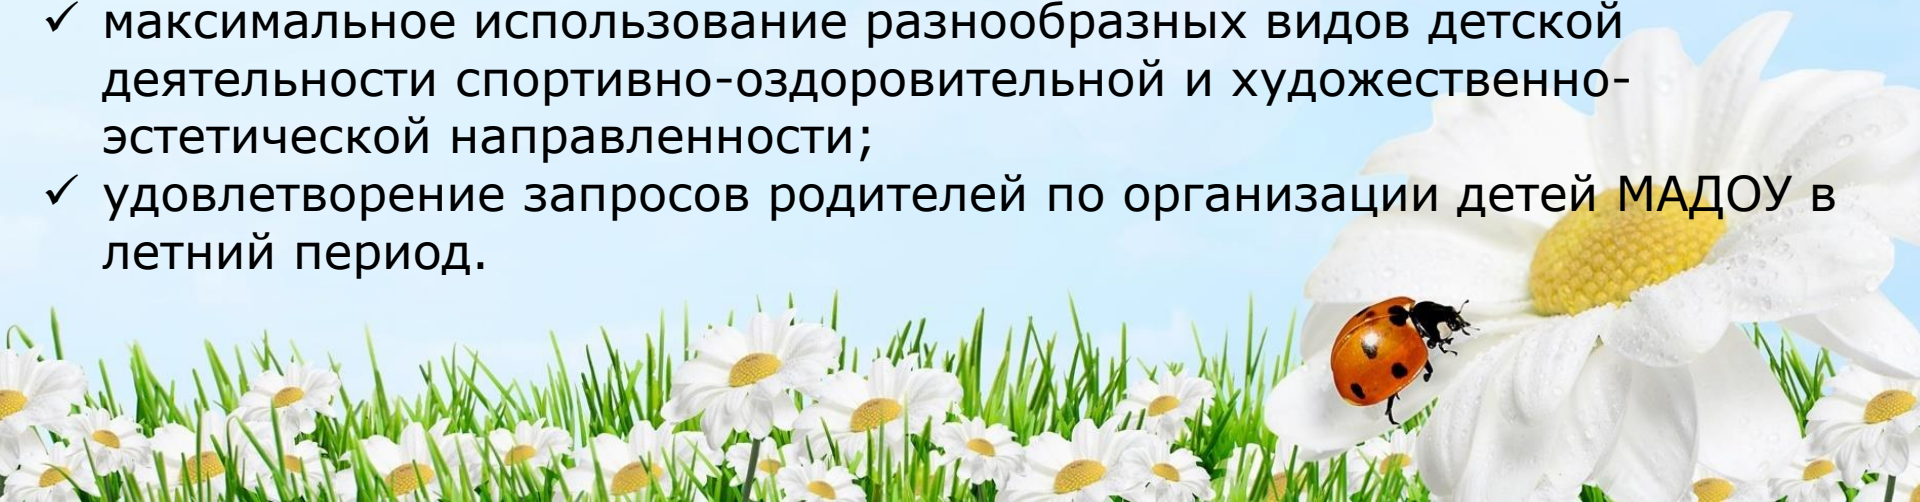 ✓ максимальное использование разнообразных видов детской
деятельности спортивно-оздоровительной и художественно-
эстетической направленности;
✓ удовлетворение запросов родителей по организации детей МАДОУ в
летний период.